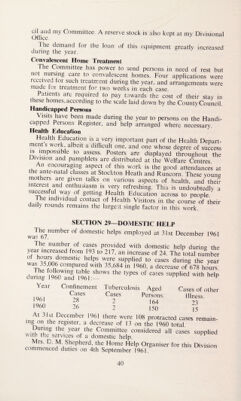 cil and my Committee. A reserve stock is also kept at my Divisional
Office.
The demand for the loan of this equipment greatly increased
during the year.
Convalescent Home Treatment
The Committee has power to send persons in need of rest but
not nursing care to convalescent homes. Four applications were
received for such treatment during the year, and arrangements were
made for treatment for two weeks in each case.
Patients are required to pay towards the cost of their stay in
these homes, according to the scale laid down by the County Council.
Handicapped Persons
Visits have been made during the year to persons on the Handi-
capped Persons Register, and help arranged where necessary.
Health Education
Health Education is a very important part of the Health Depart-
ment's work, albeit a difficult one, and one whose degree of success
is impossible to assess. Posters are displayed throughout the
Division and pamphlets are distributed at the Welfare Centres.
An encouraging aspect of this work is the good attendances at
the ante-natal classes at Stockton Heath and Runcorn. These young
mothers are given talks on various aspects of health, and their
interest and enthusiasm is very refreshing. This is undoubtedly a
successful way of getting Health Education across to people.
The individual contact of Health Visitors in the course of their
daily rounds remains the largest single factor in this work.
SECTION 29—DOMESTIC HELP
The number of domestic helps employed at 31st December 1961
was 67.
The number of cases provided with domestic help during the
year increased from 193 to 217, an increase of 24. The total number
of hours domestic helps were supplied to cases during the year
was 35,006 compared with 35,684 in 1960, a decrease of 678 hours.
The following table shows the types of cases supplied with help
during 1960 and 1961:—
Year Confinement Tuberculosis Aged Cases of other
Cases Cases Persons Illness.
1961 28 2 164 23
1960 26 2 150 15
At 31st December 1961 there were 108 protracted cases remain-
ing on the register, a decrease of 13 on the 1960 total.
During the year the Committee considered all cases supplied
with the services of a domestic help.
Mrs. D. M. Shepherd, the Home Help Organiser for this Division
commenced duties on 4th September 1961.
40